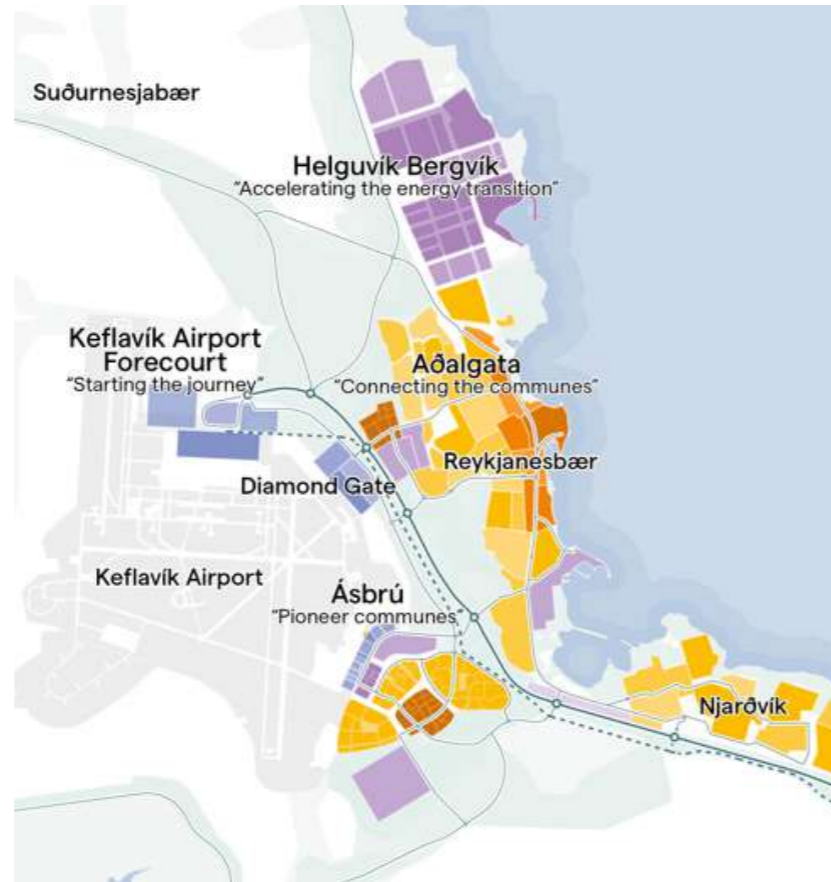 Suðurnesjabær
Helguvík Bergvík
"Accelerating the energy transition"
Keflavík Airport
Forecourt
"Starting the journey"
Aðalgata
"Connecting the communes"
Reykjanesbær
Diamond Gate
Keflavík Airport
Ásbrú
"Pioneer communes"
Njarðvík